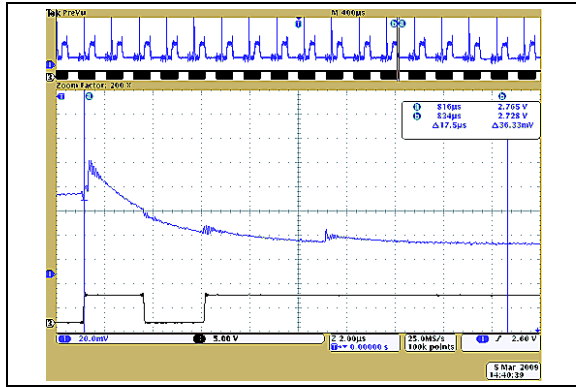 Tek PreVu
M 400µs
Zoom Factor: 200 X
a 816µs 2.765 V
b 834µs 2.728 V
Δ17.5µs Δ36.33mV
1 20.0mV
5.00 V
Z 2.00µs
0.00000 s
25.0MS/s
100k points
1 2.60 V
5 Mar 2009
14:40:39